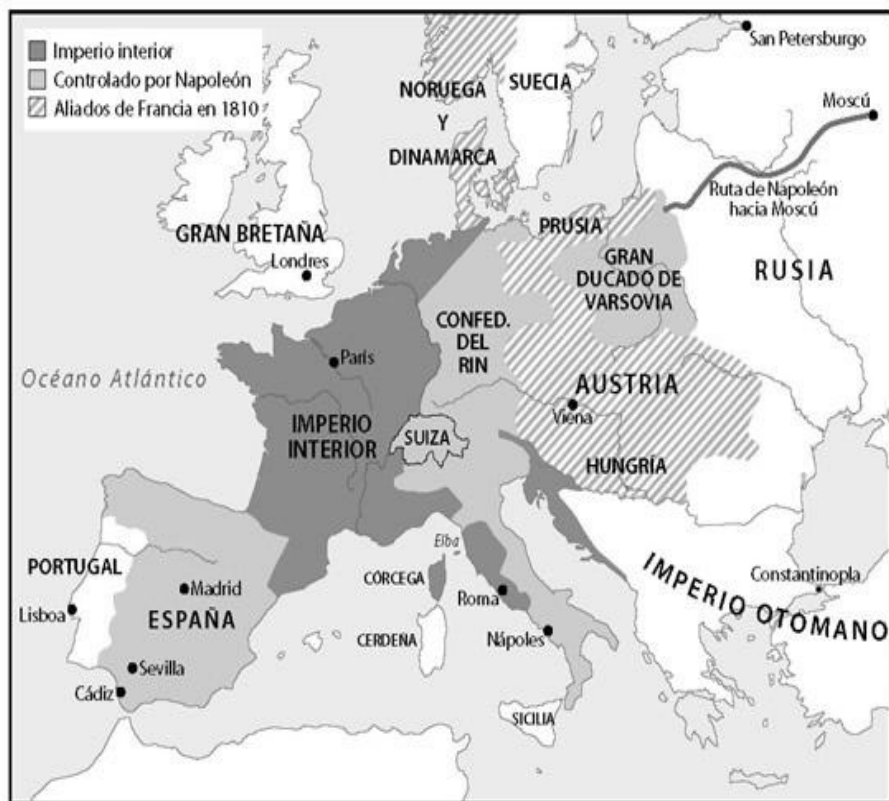 Imperio interior
Controlado por Napoleón
Aliados de Francia en 1810
San Petersburgo
NORUEGA
Y
DINAMARCA
SUECIA
Moscú
Ruta de Napoleón
hacia Moscú
PRUSIA
GRAN BRETAÑA
Londres
GRAN
DUCADO DE
VARSOVIA
RUSIA
CONFED.
DEL
RIN
París
Océano Atlántico
AUSTRIA
Viena
IMPERIO
INTERIOR
SUIZA
HUNGRÍA
Elba
PORTUGAL
Madrid
CÓRCEGA
Constantinopla
Lisboa
ESPAÑA
Roma
IMPERIO OTOMANO
CERDEÑA
Nápoles
Sevilla
Cádiz
SICILIA